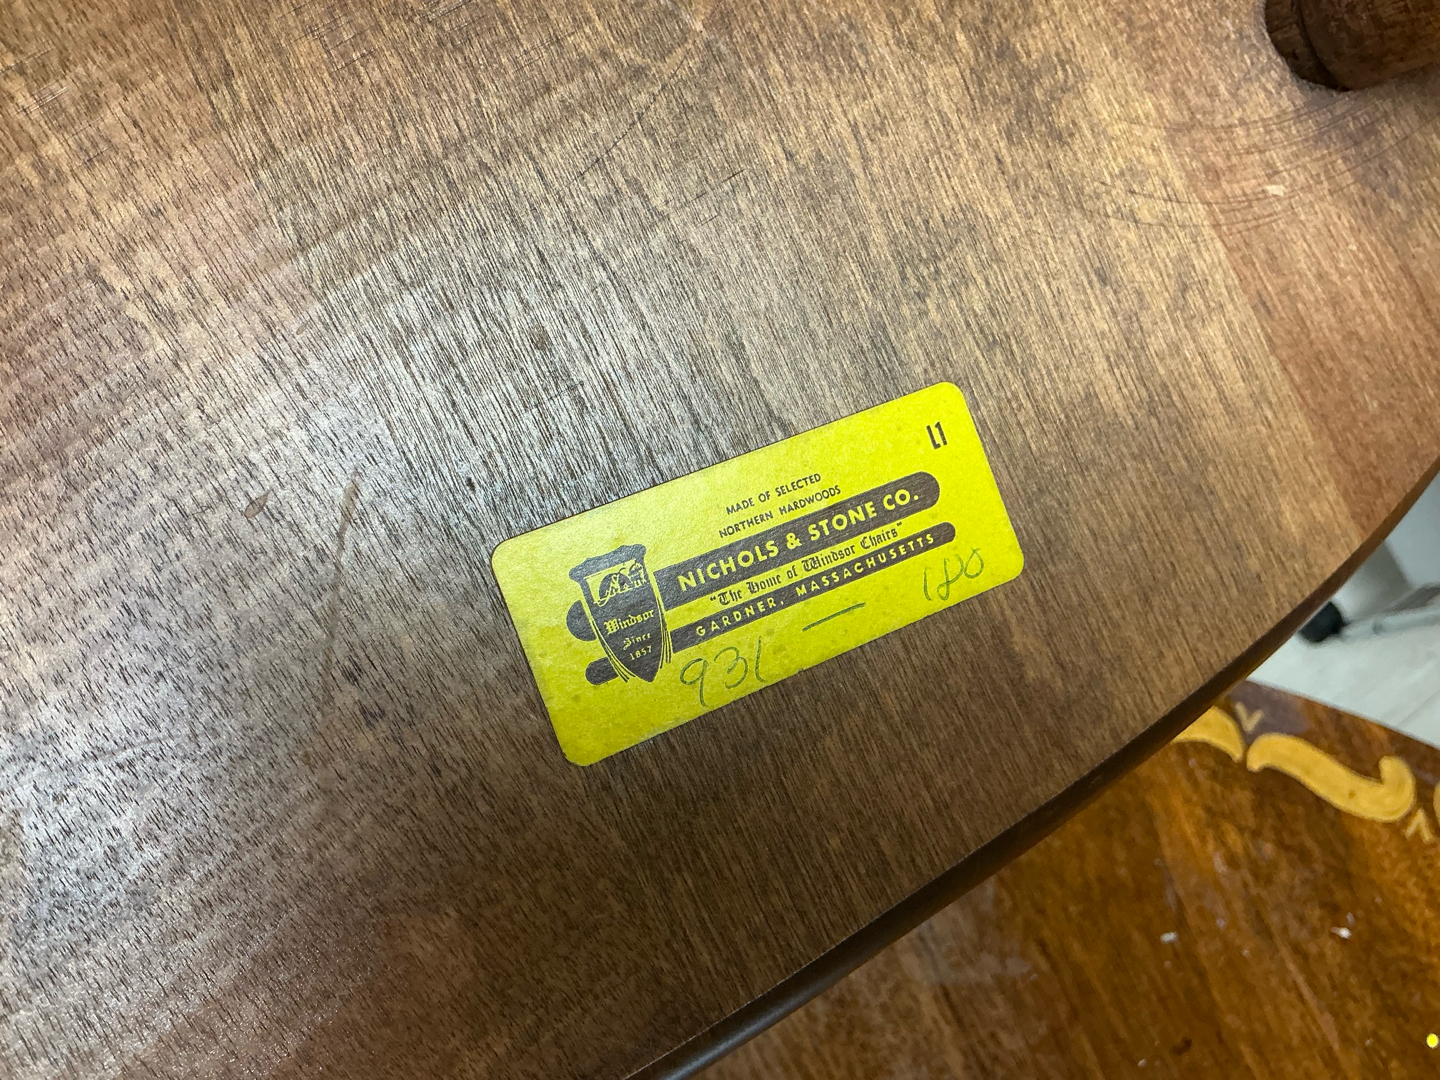 L1
MADE OF SELECTED
NORTHERN HARDWOODS
NICHOLS & STONE CO.
"The Home of Windsor Chairs"
GARDNER, MASSACHUSETTS
Windsor
Since
1857
931 — 180